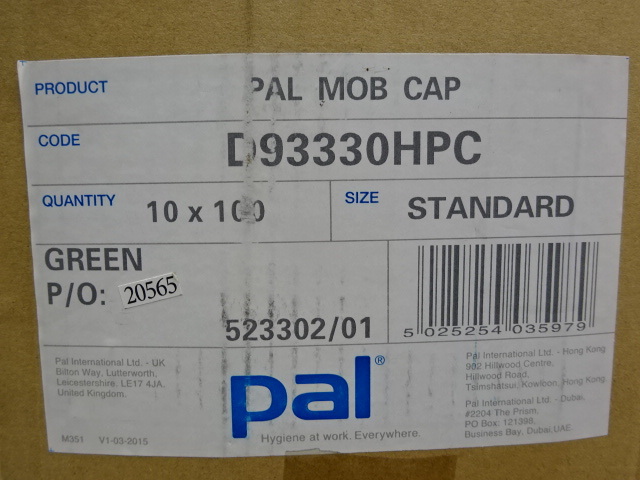 PRODUCT PAL MOB CAP
CODE D93330HPC
QUANTITY 10 x 100 SIZE STANDARD
GREEN
P/O: 20565
523302/01
5 025254 035979
Pal International Ltd. - UK
Bilton Way, Lutterworth,
Leicestershire. LE17 4JA.
United Kingdom.
M351 V1-03-2015
pal®
Hygiene at work. Everywhere.
Pal International Ltd. - Hong Kong
902 Hillwood Centre,
Hillwood Road,
Tsimshatsui, Kowloon, Hong Kong
Pal International Ltd. - Dubai,
#2204 The Prism,
PO Box: 121398,
Business Bay, Dubai, UAE